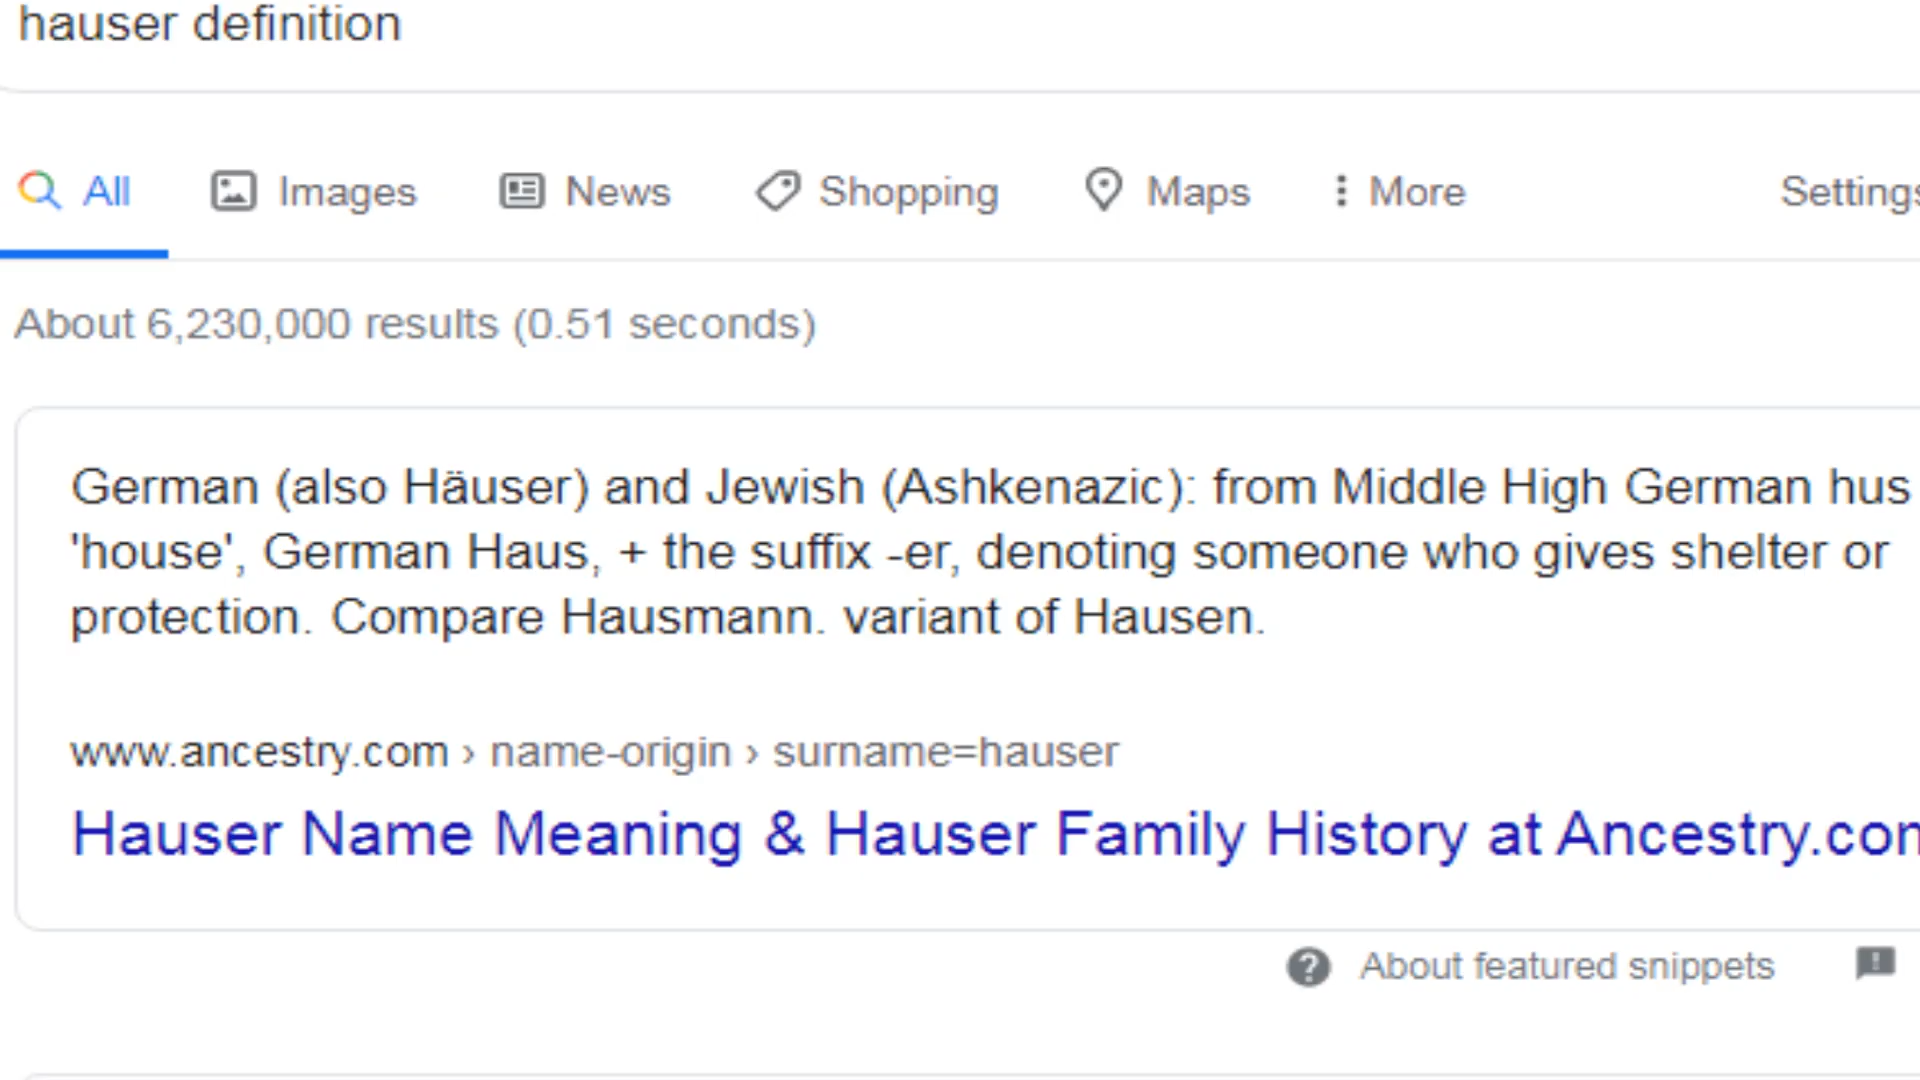 hauser definition
All Images News Shopping Maps More Settings
About 6,230,000 results (0.51 seconds)
German (also Häuser) and Jewish (Ashkenazic): from Middle High German hus
'house', German Haus, + the suffix -er, denoting someone who gives shelter or
protection. Compare Hausmann. variant of Hausen.
www.ancestry.com › name-origin › surname=hauser
Hauser Name Meaning & Hauser Family History at Ancestry.com
About featured snippets